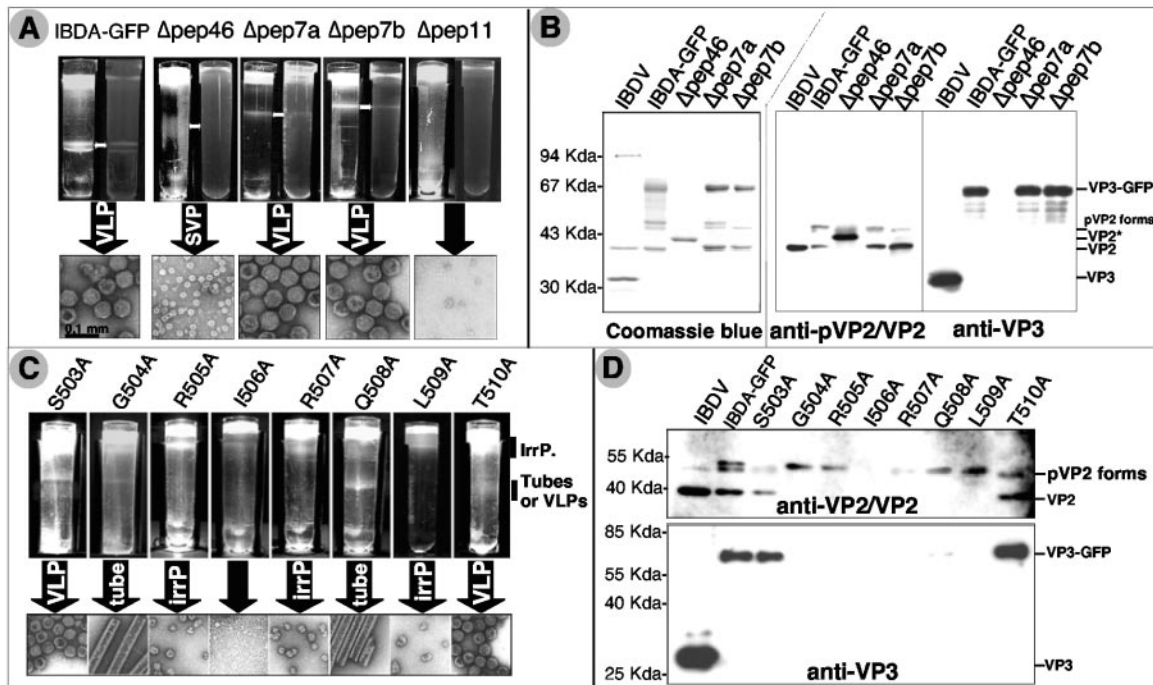 A
IBDA-GFP Δpep46 Δpep7a Δpep7b Δpep11
VLP SVP VLP VLP
0.1 mm
B
IBDV IBDA-GFP Δpep46 Δpep7a Δpep7b
IBDV IBDA-GFP Δpep46 Δpep7a Δpep7b
IBDV IBDA-GFP Δpep46 Δpep7a Δpep7b
94 Kda-
67 Kda-
43 Kda-
30 Kda-
VP3-GFP
pVP2 forms
VP2*
VP2
VP3
Coomassie blue anti-pVP2/VP2 anti-VP3
C
S503A G504A R505A I506A R507A Q508A L509A T510A
IrrP.
Tubes
or VLPs
VLP tube irrP irrP tube irrP VLP
D
IBDV IBDA-GFP S503A G504A R505A I506A R507A Q508A L509A T510A
55 Kda-
40 Kda-
pVP2 forms
VP2
anti-VP2/VP2
85 Kda-
55 Kda-
40 Kda-
25 Kda-
VP3-GFP
VP3
anti-VP3